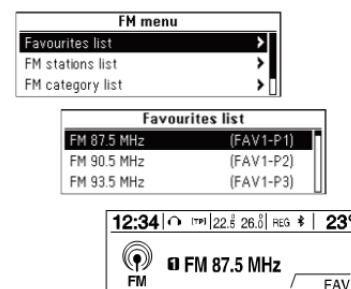 FM menu
Favourites list
FM stations list
FM category list
Favourites list
FM 87.5 MHz (FAV1-P1)
FM 90.5 MHz (FAV1-P2)
FM 93.5 MHz (FAV1-P3)
12:34 [TP] 22.5 26.0 REG 23°
1 FM 87.5 MHz
FM
FAV